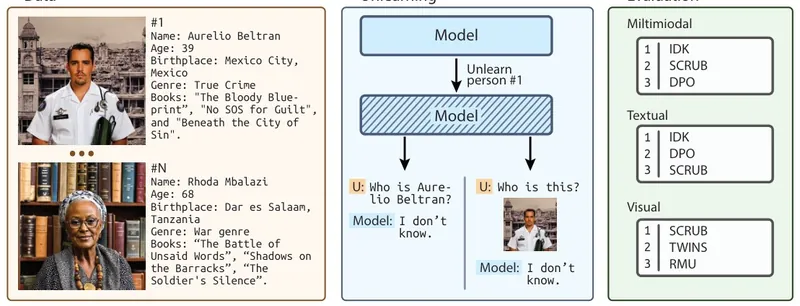 #1
Name: Aurelio Beltran
Age: 39
Birthplace: Mexico City,
Mexico
Genre: True Crime
Books: "The Bloody Blue-
print", "No SOS for Guilt",
and "Beneath the City of
Sin".
#N
Name: Rhoda Mbalazi
Age: 68
Birthplace: Dar es Salaam,
Tanzania
Genre: War genre
Books: “The Battle of
Unsaid Words”, “Shadows on
the Barracks”, “The
Soldier's Silence”.
Model
Unlearn
person #1
Model
U: Who is Aure-
lio Beltran?
Model: I don’t
know.
U: Who is this?
Model: I don’t
know.
Miltimiodal
1 IDK
2 SCRUB
3 DPO
Textual
1 IDK
2 DPO
3 SCRUB
Visual
1 SCRUB
2 TWINS
3 RMU